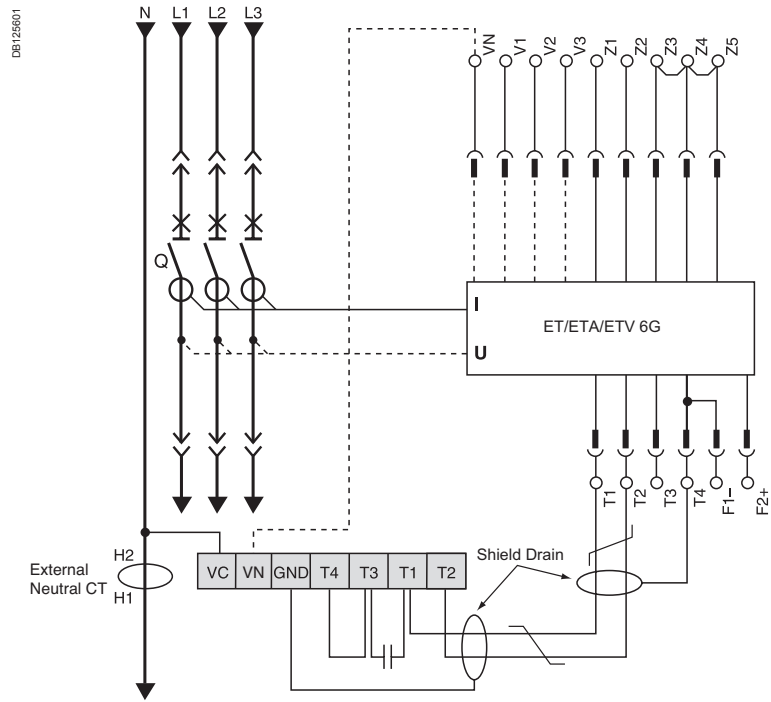 DB125601
N L1 L2 L3
VN V1 V2 V3 Z1 Z2 Z3 Z4 Z5
Q
I
ET/ETA/ETV 6G
U
T1 T2 T3 T4 F1- F2+
H2
External
Neutral CT
H1
VC VN GND T4 T3 T1 T2
Shield Drain